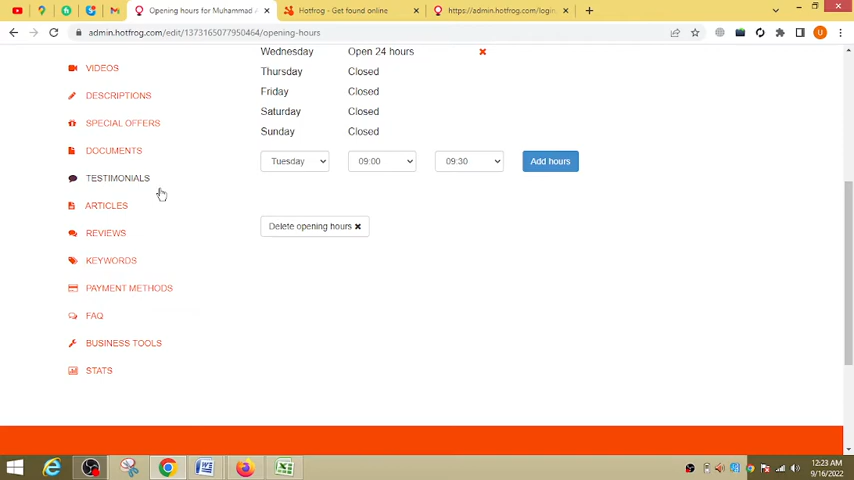 Opening hours for Muhammad A
Hotfrog - Get found online
https://admin.hotfrog.com/login
admin.hotfrog.com/edit/1373165077950464/opening-hours
U
VIDEOS
DESCRIPTIONS
SPECIAL OFFERS
DOCUMENTS
TESTIMONIALS
ARTICLES
REVIEWS
KEYWORDS
PAYMENT METHODS
FAQ
BUSINESS TOOLS
STATS
Wednesday Open 24 hours
Thursday Closed
Friday Closed
Saturday Closed
Sunday Closed
Tuesday 09:00 09:30 Add hours
Delete opening hours
12:23 AM
9/16/2022